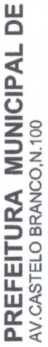 PREFEITURA MUNICIPAL DE
AV.CASTELO BRANCO,N.100